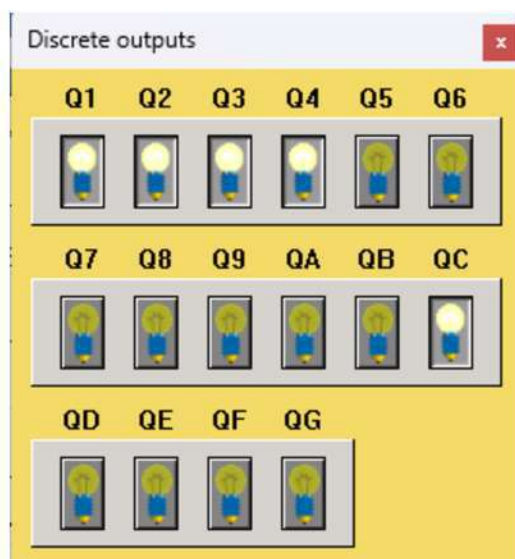 Discrete outputs x
Q1 Q2 Q3 Q4 Q5 Q6
Q7 Q8 Q9 QA QB QC
QD QE QF QG